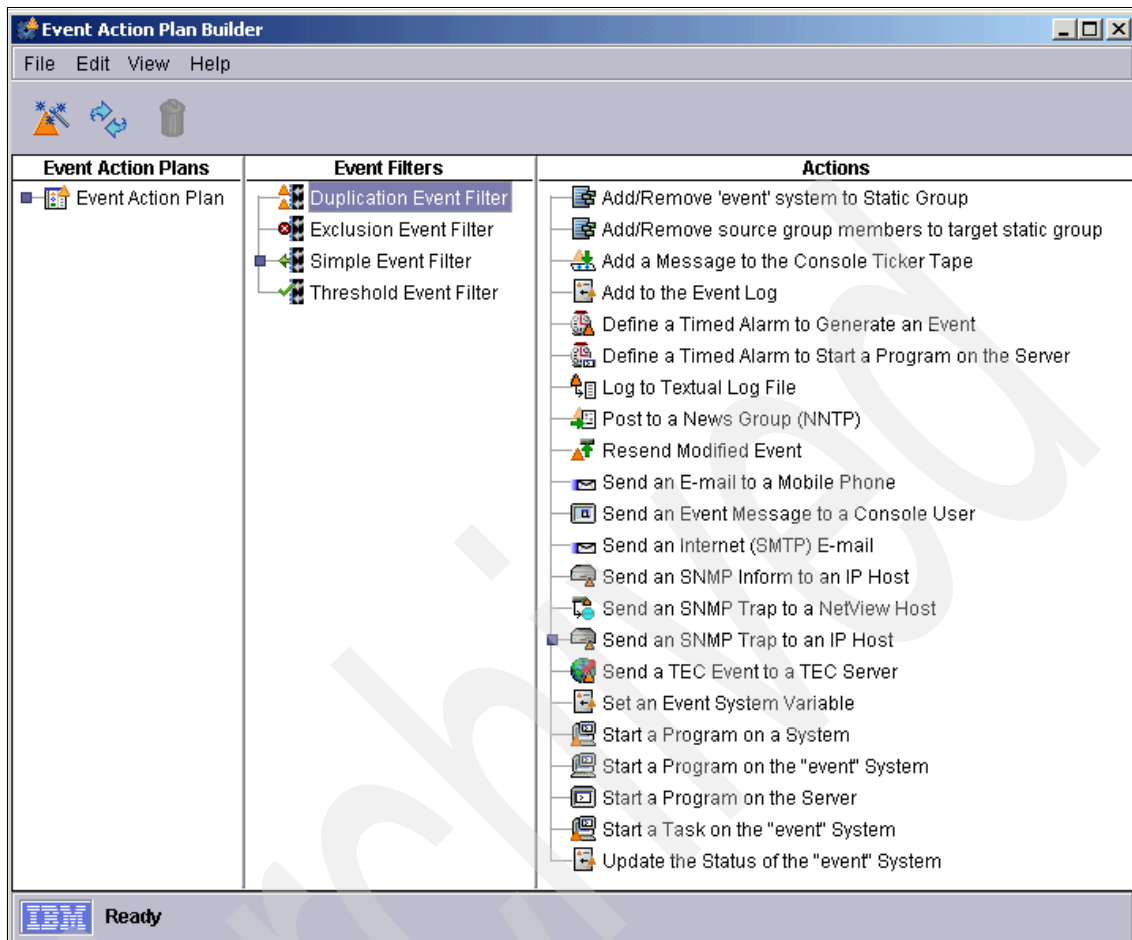 Event Action Plan Builder
File Edit View Help
Event Action Plans
Event Filters
Actions
Event Action Plan
Duplication Event Filter
Exclusion Event Filter
Simple Event Filter
Threshold Event Filter
Add/Remove 'event' system to Static Group
Add/Remove source group members to target static group
Add a Message to the Console Ticker Tape
Add to the Event Log
Define a Timed Alarm to Generate an Event
Define a Timed Alarm to Start a Program on the Server
Log to Textual Log File
Post to a News Group (NNTP)
Resend Modified Event
Send an E-mail to a Mobile Phone
Send an Event Message to a Console User
Send an Internet (SMTP) E-mail
Send an SNMP Inform to an IP Host
Send an SNMP Trap to a NetView Host
Send an SNMP Trap to an IP Host
Send a TEC Event to a TEC Server
Set an Event System Variable
Start a Program on a System
Start a Program on the "event" System
Start a Program on the Server
Start a Task on the "event" System
Update the Status of the "event" System
IBM Ready